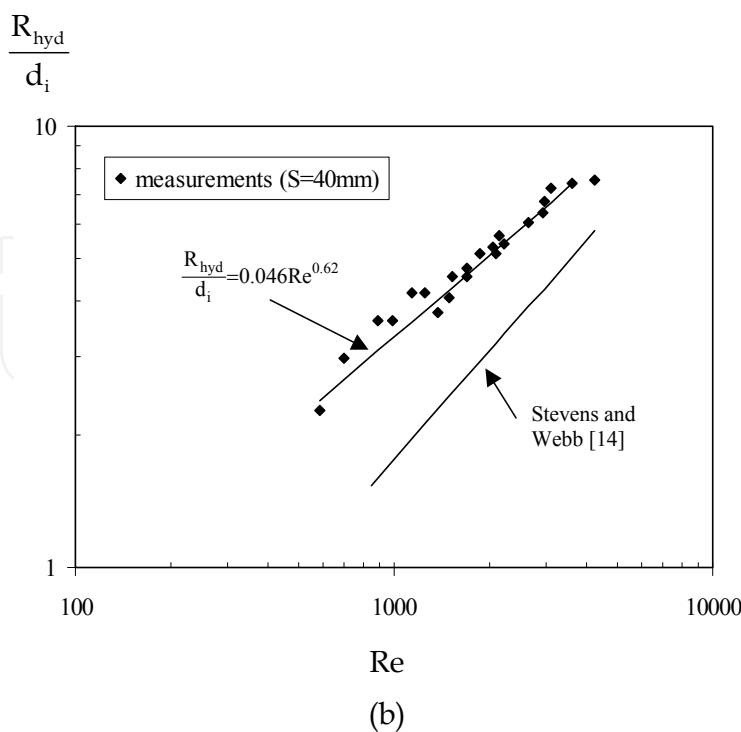 R_hyd
d_i
10
◆ measurements (S=40mm)
R_hyd
d_i
=0.046Re^0.62
Stevens and
Webb [14]
1
100 1000 10000
Re
(b)